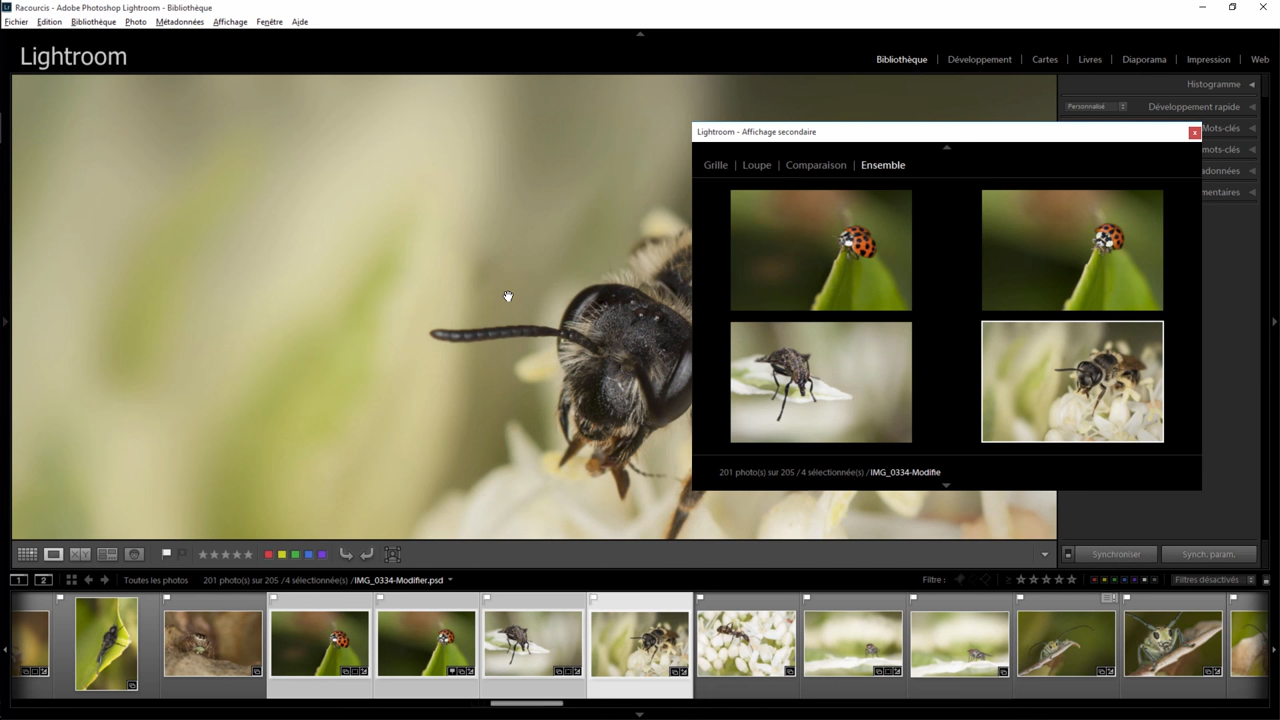 Racourcis - Adobe Photoshop Lightroom - Bibliothèque
Fichier Edition Bibliothèque Photo Métadonnées Affichage Fenêtre Aide
Lightroom
Bibliothèque | Développement | Cartes | Livres | Diaporama | Impression | Web
Histogramme
Personnalisé Développement rapide
Lightroom - Affichage secondaire
Mots-clés
mots-clés
Grille | Loupe | Comparaison | Ensemble
adonnées
mentaires
201 photo(s) sur 205 / 4 sélectionnée(s) / IMG_0334-Modifie
XY
Synchroniser Synch. param.
1 2 Toutes les photos 201 photo(s) sur 205 / 4 sélectionnée(s) / IMG_0334-Modifier.psd Filtre : Filtres désactivés